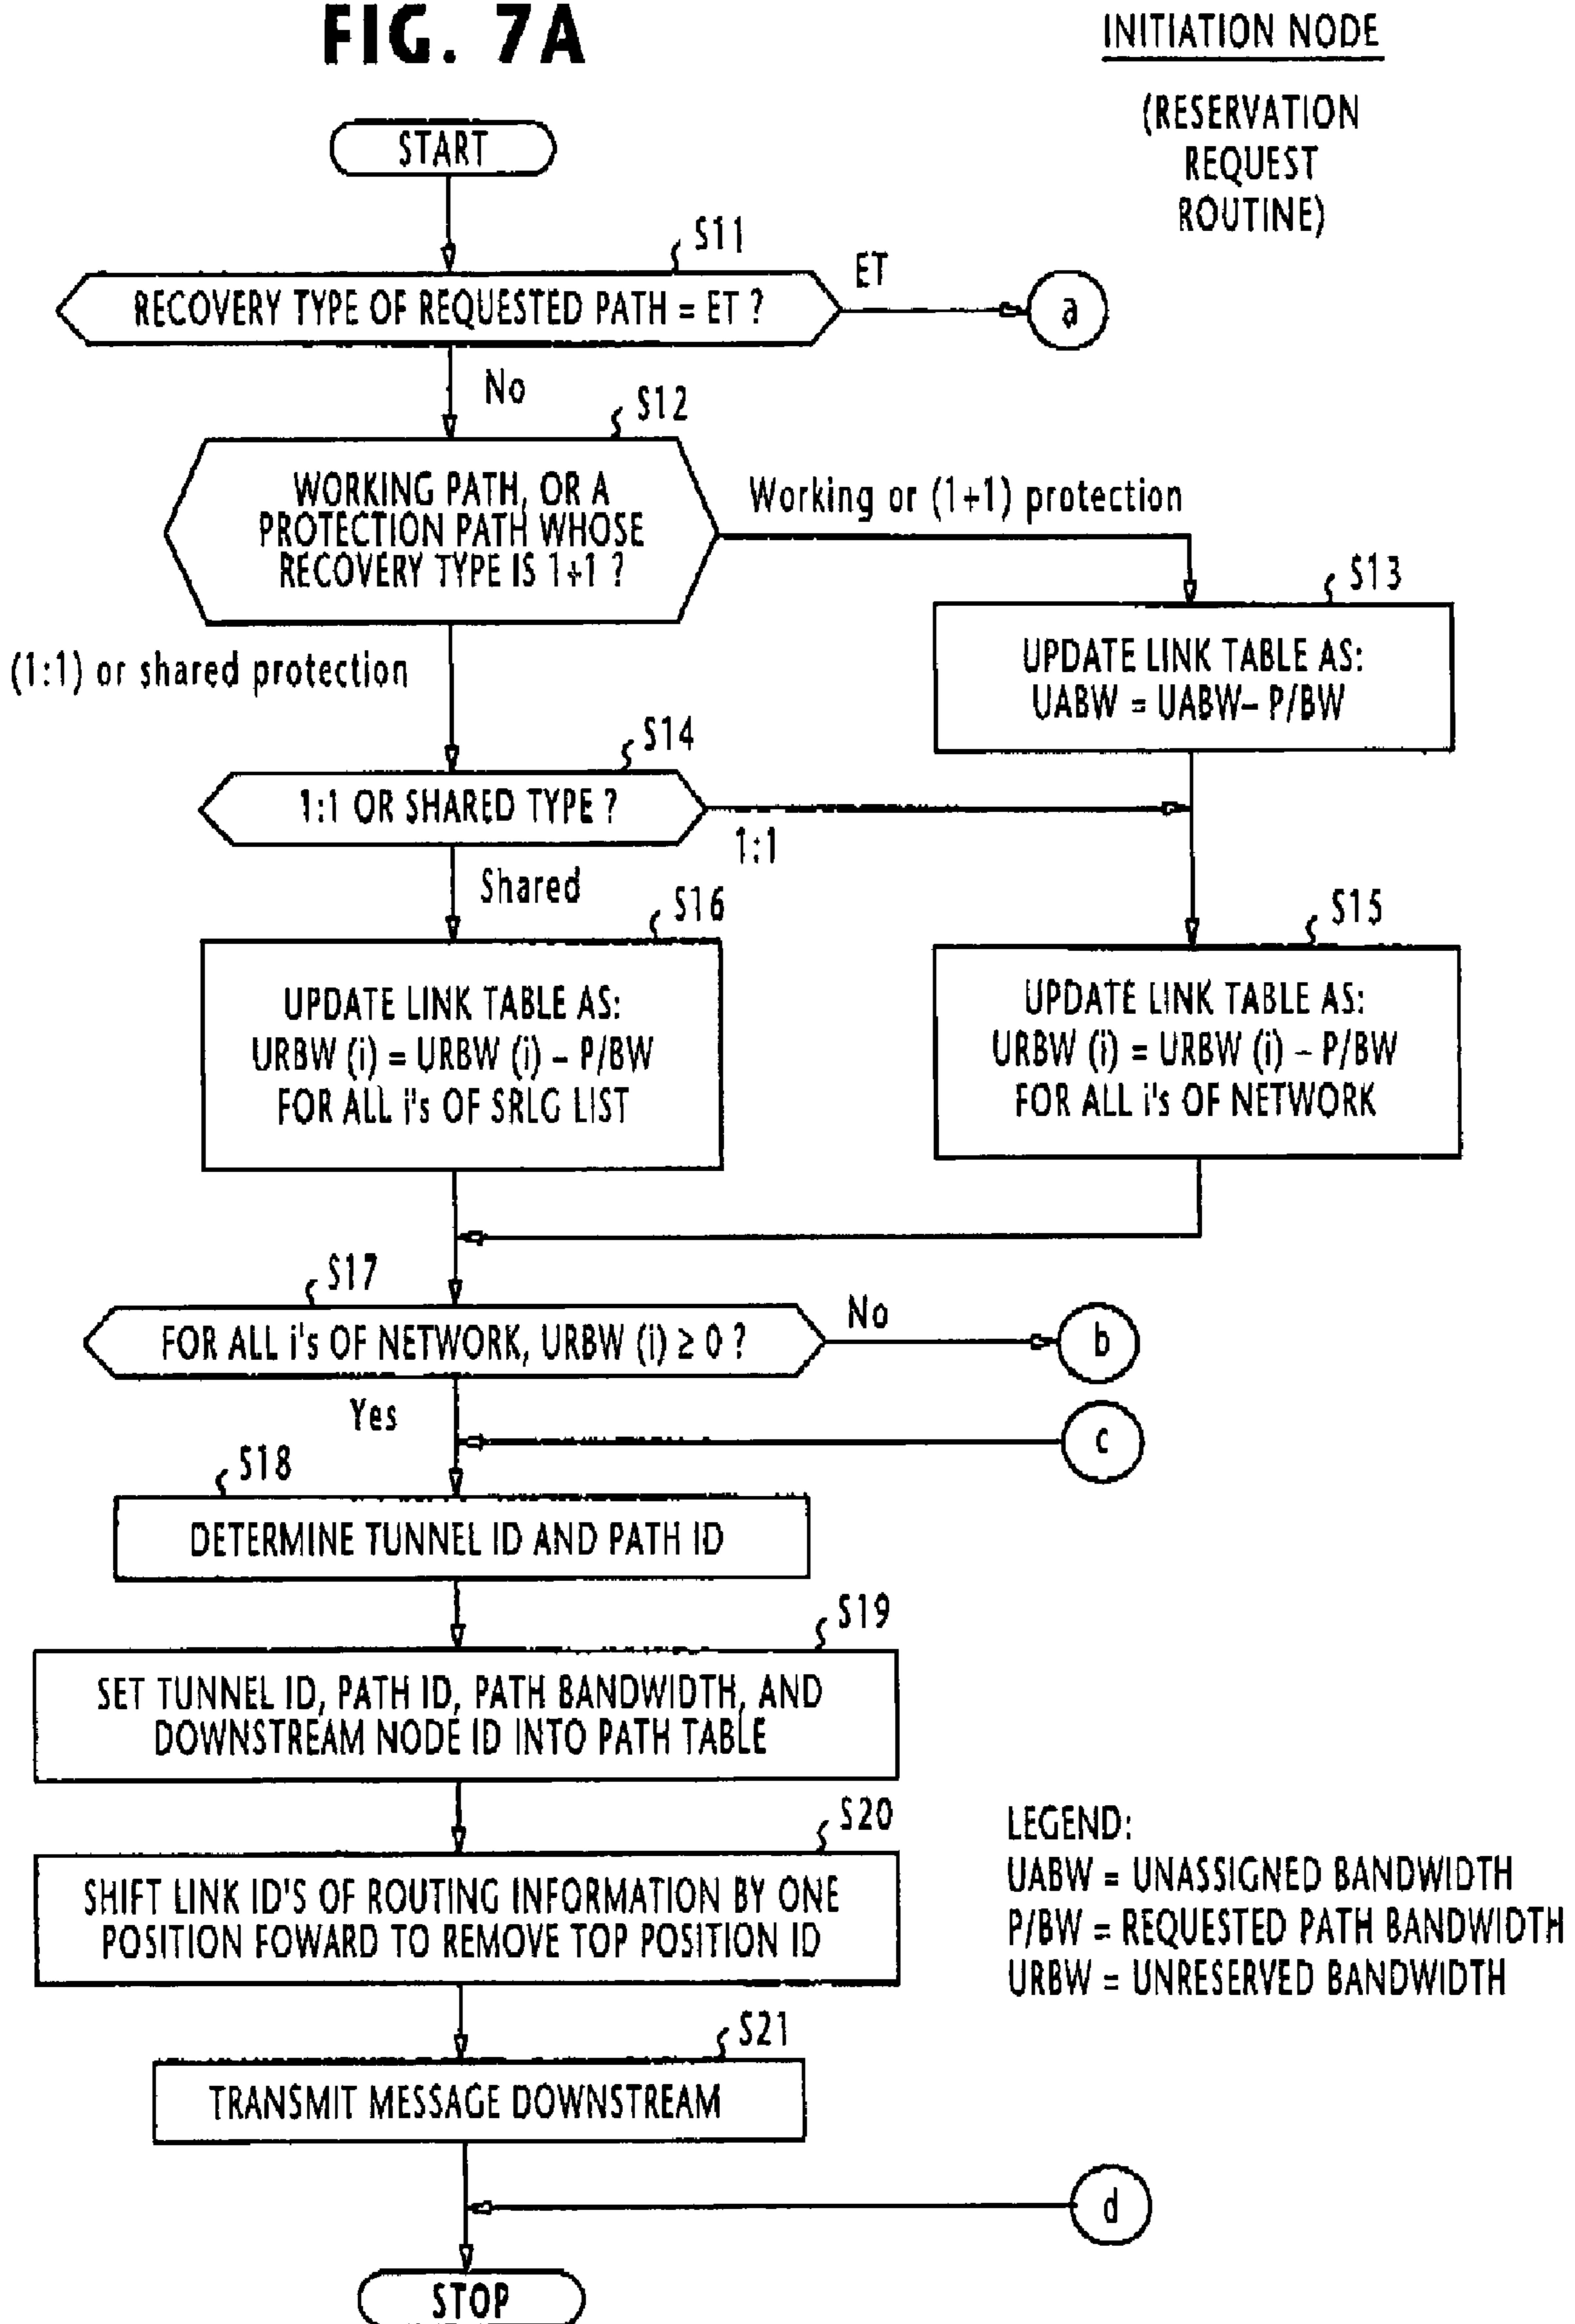 FIG. 7A
INITIATION NODE
(RESERVATION
REQUEST
ROUTINE)
START
S11
RECOVERY TYPE OF REQUESTED PATH = ET ?
ET
a
No
S12
WORKING PATH, OR A
PROTECTION PATH WHOSE
RECOVERY TYPE IS 1+1 ?
Working or (1+1) protection
S13
UPDATE LINK TABLE AS:
UABW = UABW– P/BW
(1:1) or shared protection
S14
1:1 OR SHARED TYPE ?
1:1
Shared
S16
UPDATE LINK TABLE AS:
URBW (i) = URBW (i) – P/BW
FOR ALL i's OF SRLG LIST
S15
UPDATE LINK TABLE AS:
URBW (i) = URBW (i) – P/BW
FOR ALL i's OF NETWORK
S17
FOR ALL i's OF NETWORK, URBW (i) ≥ 0 ?
No
b
Yes
c
S18
DETERMINE TUNNEL ID AND PATH ID
S19
SET TUNNEL ID, PATH ID, PATH BANDWIDTH, AND
DOWNSTREAM NODE ID INTO PATH TABLE
S20
SHIFT LINK ID'S OF ROUTING INFORMATION BY ONE
POSITION FOWARD TO REMOVE TOP POSITION ID
LEGEND:
UABW = UNASSIGNED BANDWIDTH
P/BW = REQUESTED PATH BANDWIDTH
URBW = UNRESERVED BANDWIDTH
S21
TRANSMIT MESSAGE DOWNSTREAM
d
STOP